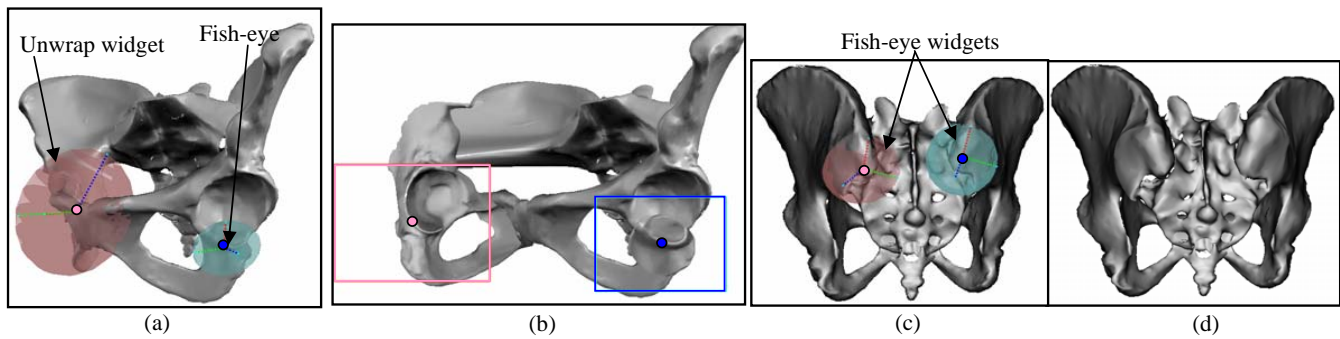 Unwrap widget
Fish-eye
Fish-eye widgets
(a)
(b)
(c)
(d)